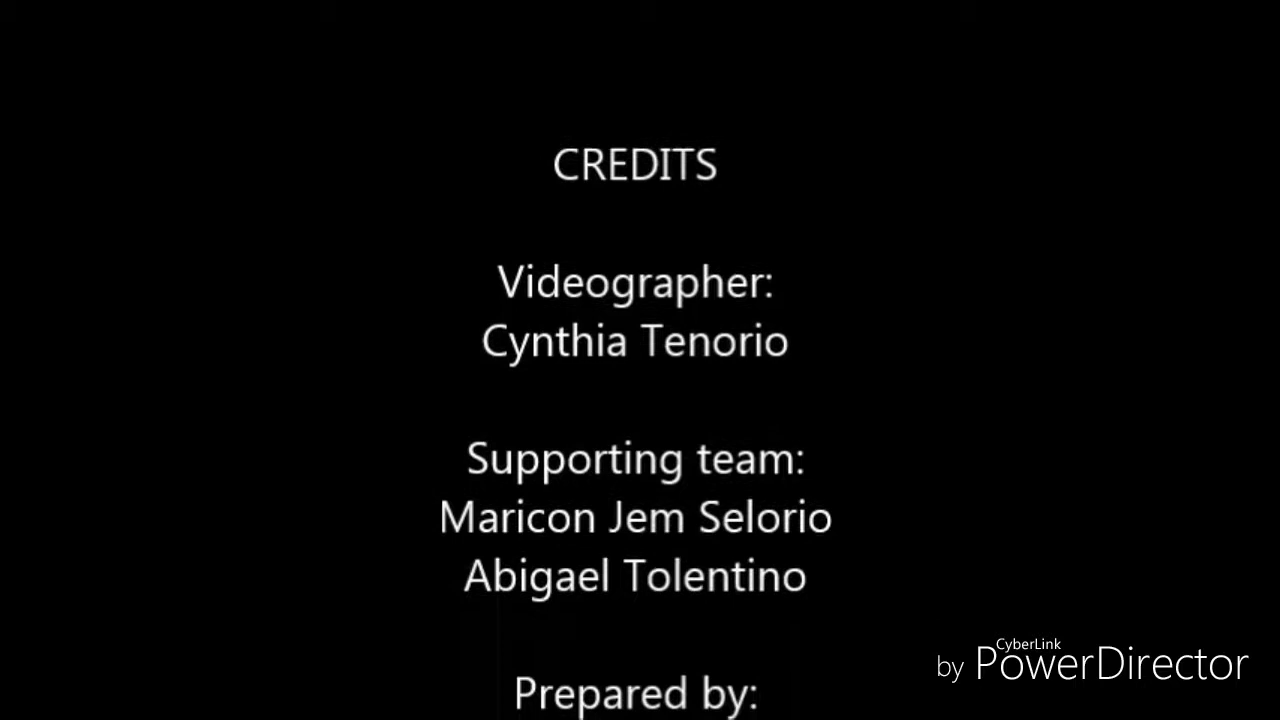 CREDITS
Videographer:
Cynthia Tenorio
Supporting team:
Maricon Jem Selorio
Abigael Tolentino
Prepared by:
CyberLink
by PowerDirector